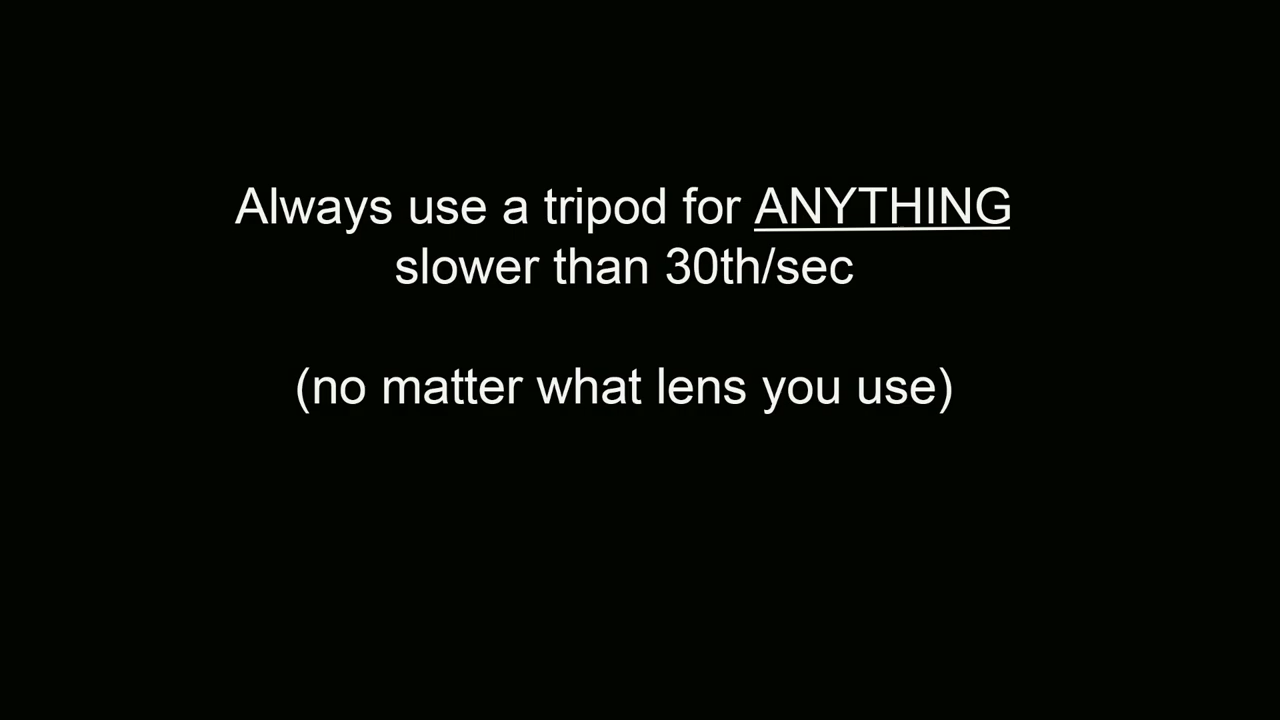 Always use a tripod for ANYTHING
slower than 30th/sec
(no matter what lens you use)